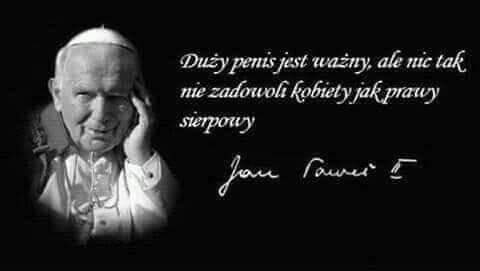 Duży penis jest ważny, ale nic tak
nie zadowoli kobiety jak prawy
sierpowy
Jan Paweł II